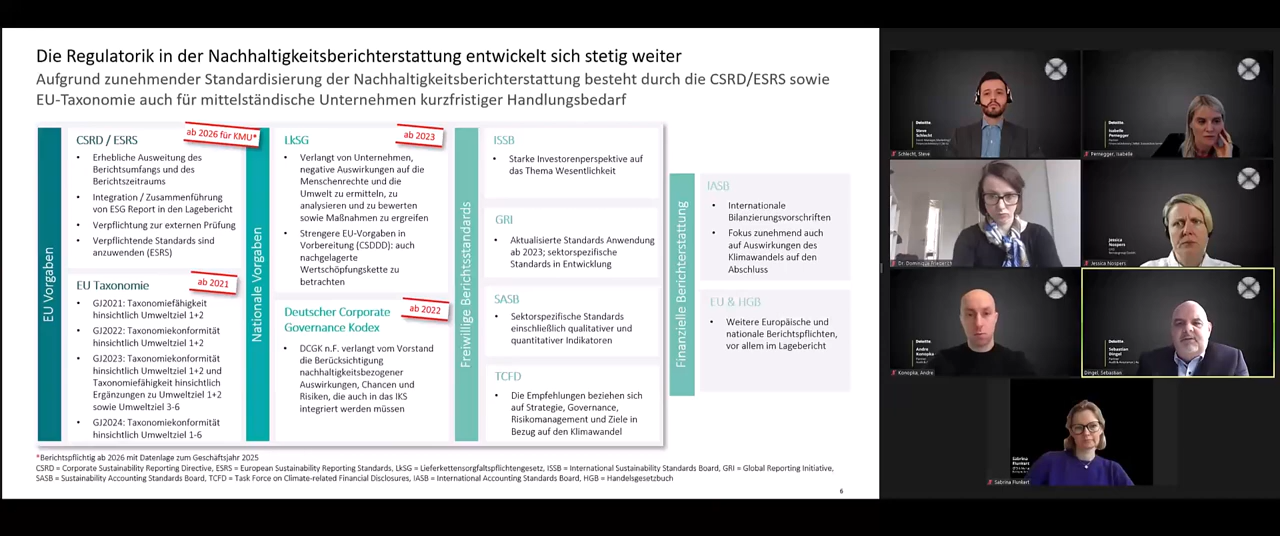 Die Regulatorik in der Nachhaltigkeitsberichterstattung entwickelt sich stetig weiter
Aufgrund zunehmender Standardisierung der Nachhaltigkeitsberichterstattung besteht durch die CSRD/ESRS sowie
EU-Taxonomie auch für mittelständische Unternehmen kurzfristiger Handlungsbedarf
EU Vorgaben
CSRD / ESRS
ab 2026 für KMU*
• Erhebliche Ausweitung des
Berichtsumfangs und des
Berichtszeitraums
• Integration / Zusammenführung
von ESG Report in den Lagebericht
• Verpflichtung zur externen Prüfung
• Verpflichtende Standards sind
anzuwenden (ESRS)
EU Taxonomie
ab 2021
• GJ2021: Taxonomiefähigkeit
hinsichtlich Umweltziel 1+2
• GJ2022: Taxonomiekonformität
hinsichtlich Umweltziel 1+2
• GJ2023: Taxonomiekonformität
hinsichtlich Umweltziel 1+2 und
Taxonomiefähigkeit hinsichtlich
Ergänzungen zu Umweltziel 1+2
sowie Umweltziel 3-6
• GJ2024: Taxonomiekonformität
hinsichtlich Umweltziel 1-6
Nationale Vorgaben
LkSG
ab 2023
• Verlangt von Unternehmen,
negative Auswirkungen auf die
Menschenrechte und die
Umwelt zu ermitteln, zu
analysieren und zu bewerten
sowie Maßnahmen zu ergreifen
• Strengere EU-Vorgaben in
Vorbereitung (CSDDD): auch
nachgelagerte
Wertschöpfungskette zu
betrachten
Deutscher Corporate
Governance Kodex
ab 2022
• DCGK n.F. verlangt vom Vorstand
die Berücksichtigung
nachhaltigkeitsbezogener
Auswirkungen, Chancen und
Risiken, die auch in das IKS
integriert werden müssen
Freiwillige Berichtsstandards
ISSB
• Starke Investorenperspektive auf
das Thema Wesentlichkeit
GRI
• Aktualisierte Standards Anwendung
ab 2023; sektorspezifische
Standards in Entwicklung
SASB
• Sektorspezifische Standards
einschließlich qualitativer und
quantitativer Indikatoren
TCFD
• Die Empfehlungen beziehen sich
auf Strategie, Governance,
Risikomanagement und Ziele in
Bezug auf den Klimawandel
Finanzielle Berichterstattung
IASB
• Internationale
Bilanzierungsvorschriften
• Fokus zunehmend auch
auf Auswirkungen des
Klimawandels auf den
Abschluss
EU & HGB
• Weitere Europäische und
nationale Berichtspflichten,
vor allem im Lagebericht
*Berichtspflichtig ab 2026 mit Datenlage zum Geschäftsjahr 2025
CSRD = Corporate Sustainability Reporting Directive, ESRS = European Sustainability Reporting Standards, LkSG = Lieferkettensorgfaltspflichtengesetz, ISSB = International Sustainability Standards Board, GRI = Global Reporting Initiative,
SASB = Sustainability Accounting Standards Board, TCFD = Task Force on Climate-related Financial Disclosures, IASB = International Accounting Standards Board, HGB = Handelsgesetzbuch
6
Deloitte
Steve
Schlecht
Schlecht, Steve
Deloitte
Isabelle
Pernegger
Pernegger, Isabelle
Dr. Dominique
Jessica
Nospers
Jessica Nospers
Deloitte
Andre
Konopka
Partner
Konopka, Andre
Deloitte
Sebastian
Dingel
Partner
Dingel, Sebastian
Sabrina
Flunkert
Sabrina Flunkert